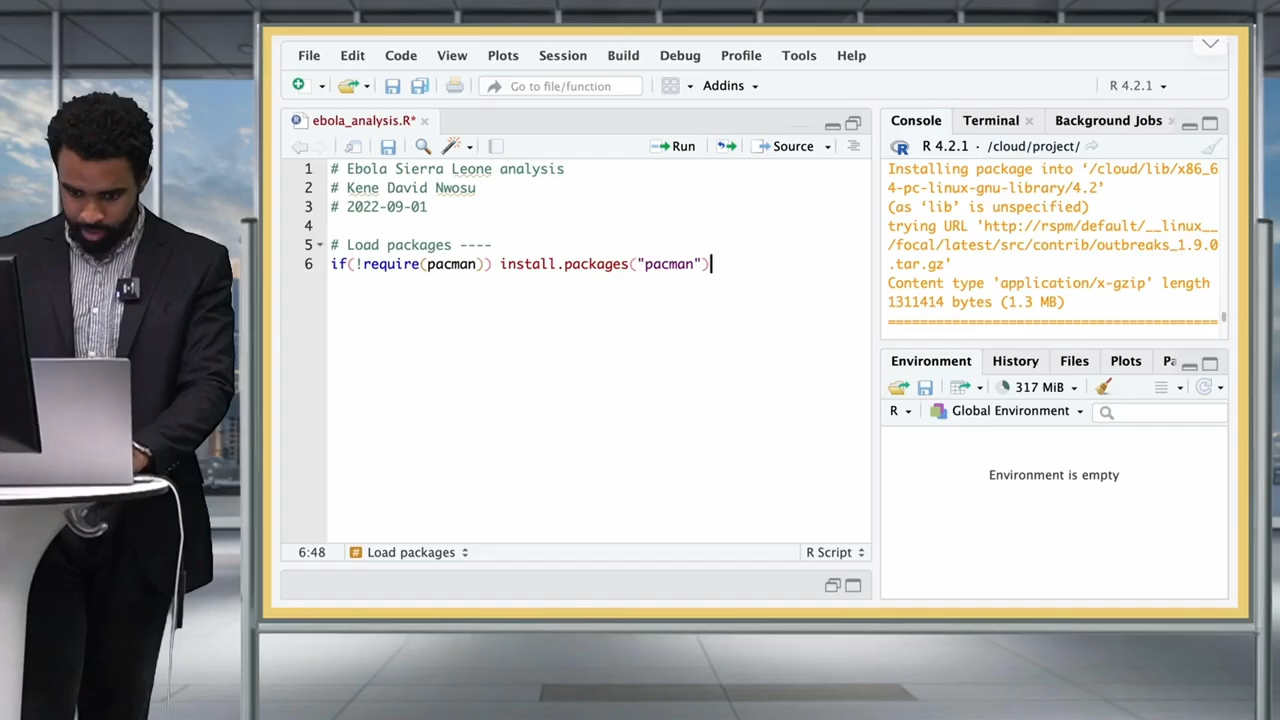 File Edit Code View Plots Session Build Debug Profile Tools Help
Go to file/function Addins R 4.2.1
ebola_analysis.R*
Run Source
1 # Ebola Sierra Leone analysis
2 # Kene David Nwosu
3 # 2022-09-01
4
5 # Load packages ----
6 if(!require(pacman)) install.packages("pacman")
6:48 Load packages R Script
Console Terminal Background Jobs
R 4.2.1 · /cloud/project/
Installing package into ‘/cloud/lib/x86_6
4-pc-linux-gnu-library/4.2’
(as ‘lib’ is unspecified)
trying URL 'http://rspm/default/__linux__
/focal/latest/src/contrib/outbreaks_1.9.0
.tar.gz'
Content type 'application/x-gzip' length
1311414 bytes (1.3 MB)
=========================================
Environment History Files Plots
317 MiB
R Global Environment
Environment is empty